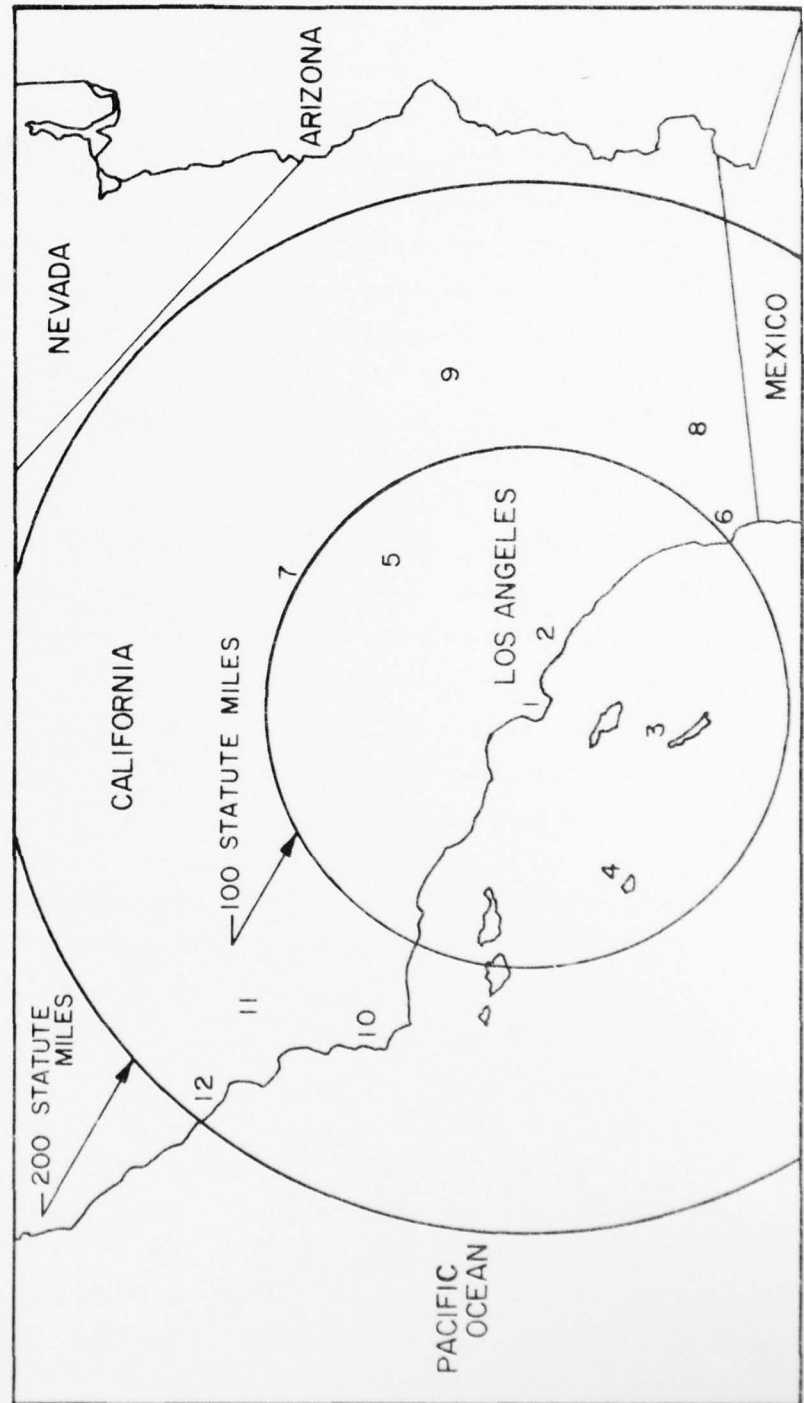 200 STATUTE
MILES
NEVADA
CALIFORNIA
12
100 STATUTE MILES
11
7
ARIZONA
10
5
PACIFIC
OCEAN
9
LOS ANGELES
1
2
4
3
8
6
MEXICO